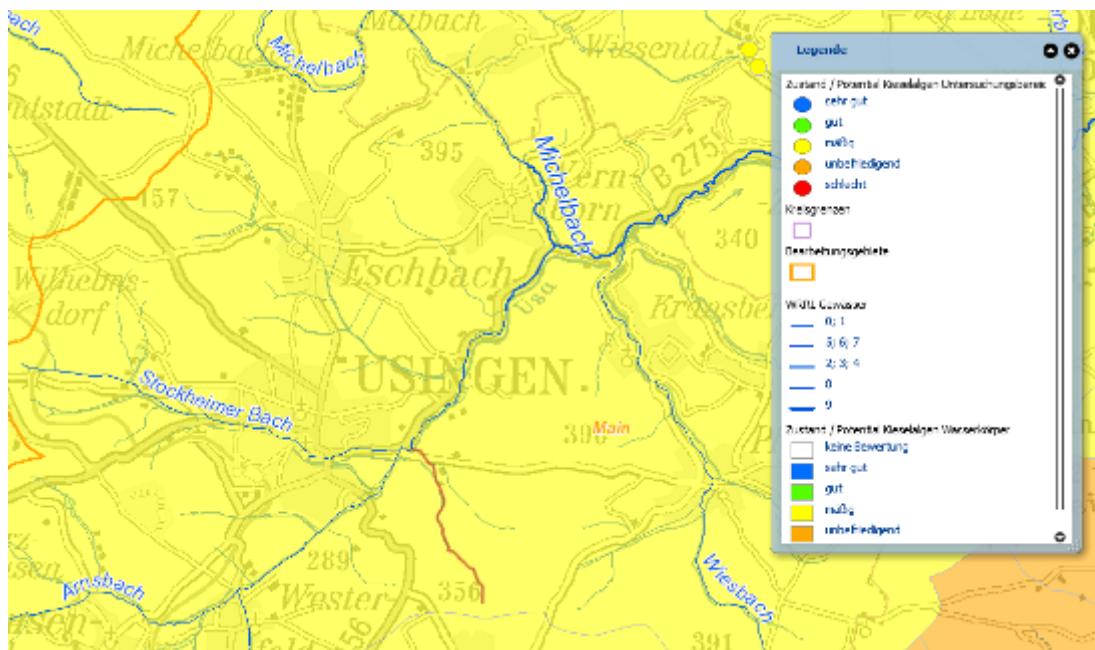 Michelbach
Maibach
Michelbach
Wiesental
395
Michelbach
B 275
157
340
Eschbach
Usa
USINGEN.
Stockheimer Bach
Main
289
Arnsbach
Wester
356
Wiesbach
391
Legende
Zustand / Potential Kieselalgen Untersuchungsbereic
sehr gut
gut
mäßig
unbefriedigend
schlecht
Kreisgrenzen
Bearbeitungsgebiete
WRRL Gewässer
0; 1
5; 6; 7
2; 3; 4
9
Zustand / Potential Kieselalgen Wasserkörper
keine Bewertung
sehr gut
gut
mäßig
unbefriedigend